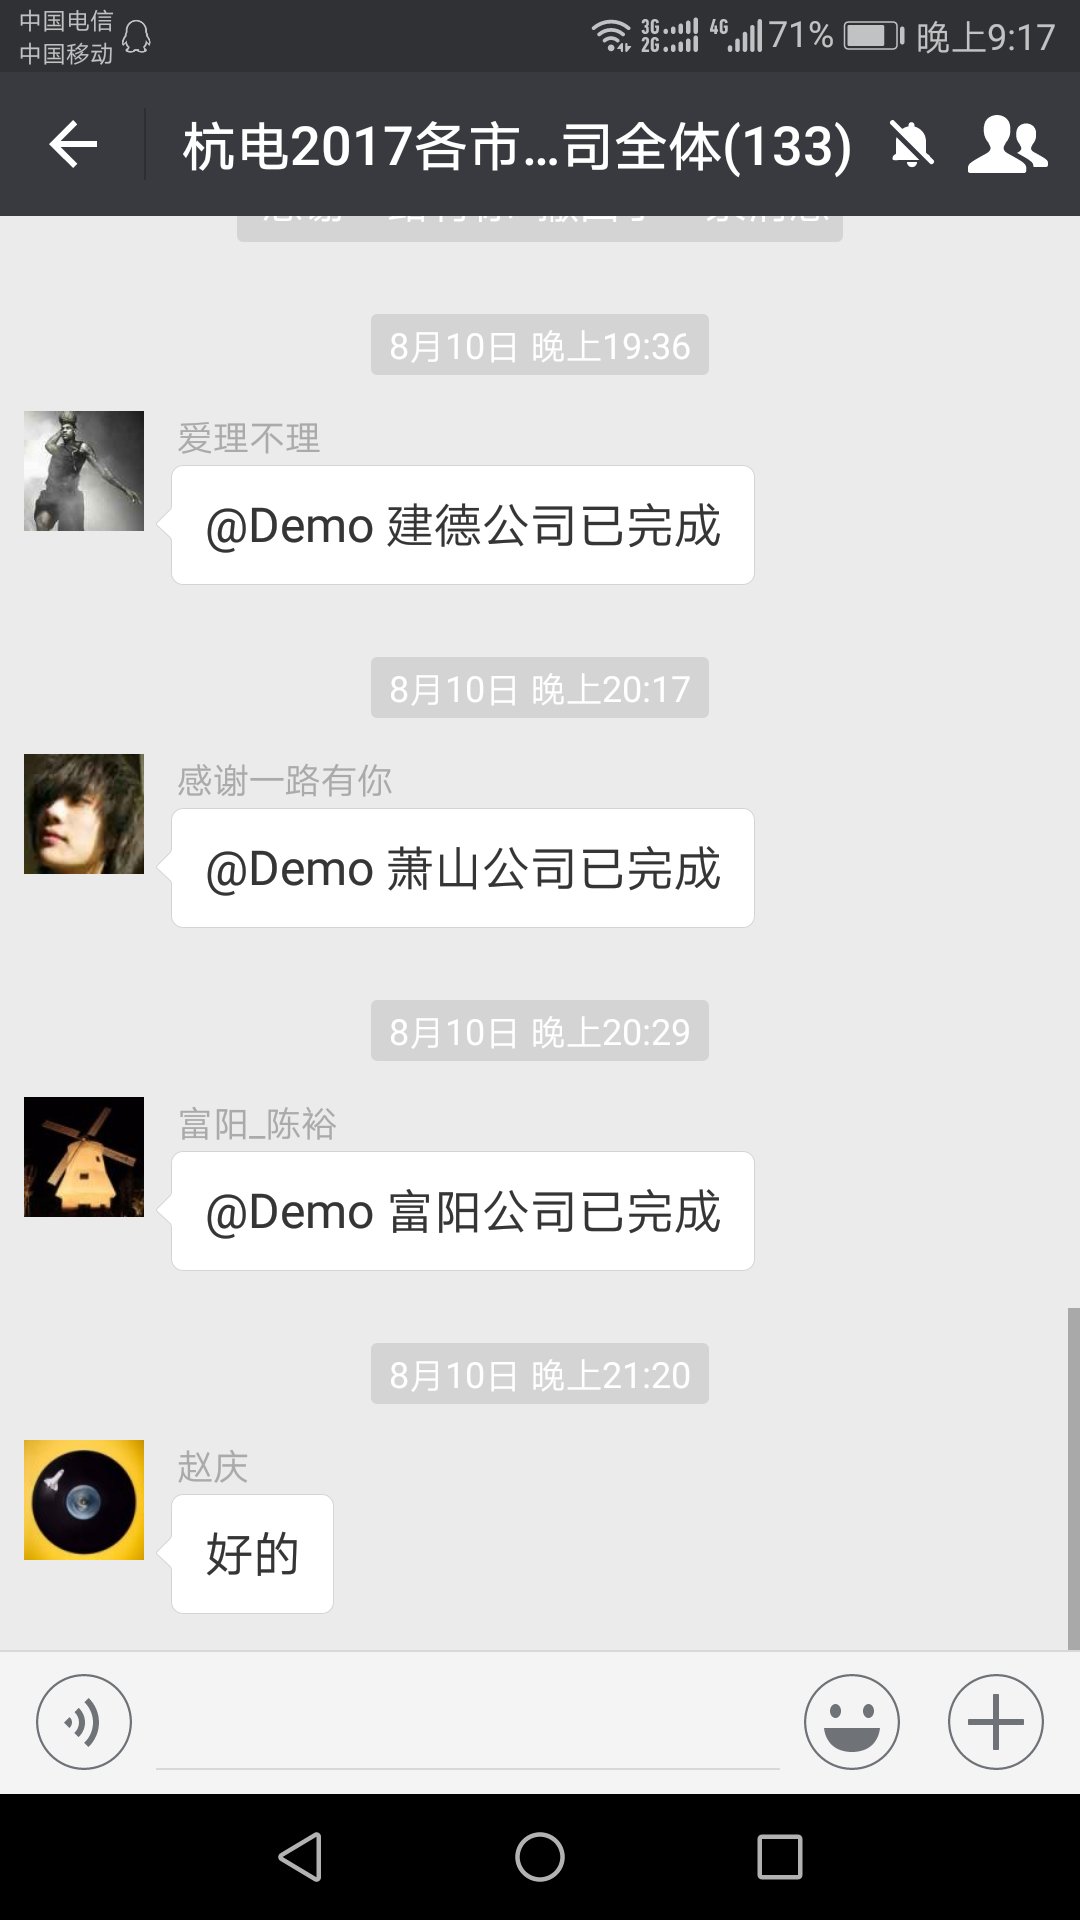 中国电信
中国移动
3G
2G
4G
71%
晚上9:17
杭电2017各市...司全体(133)
8月10日 晚上19:36
爱理不理
@Demo 建德公司已完成
8月10日 晚上20:17
感谢一路有你
@Demo 萧山公司已完成
8月10日 晚上20:29
富阳_陈裕
@Demo 富阳公司已完成
8月10日 晚上21:20
赵庆
好的